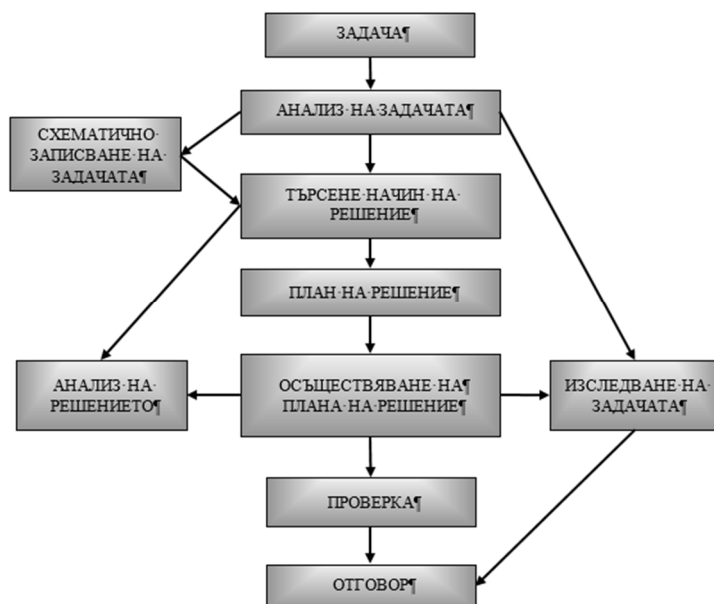 ЗАДАЧА¶
АНАЛИЗ·НА·ЗАДАЧАТА¶
СХЕМАТИЧНО·
ЗАПИСВАНЕ·НА·
ЗАДАЧАТА¶
ТЪРСЕНЕ·НАЧИН·НА·
РЕШЕНИЕ¶
ПЛАН·НА·РЕШЕНИЕ¶
АНАЛИЗ·НА·
РЕШЕНИЕТО¶
ОСЪЩЕСТВЯВАНЕ·НА¶
ПЛАНА·НА·РЕШЕНИЕ¶
ИЗСЛЕДВАНЕ·НА·
ЗАДАЧАТА¶
ПРОВЕРКА¶
ОТГОВОР¶